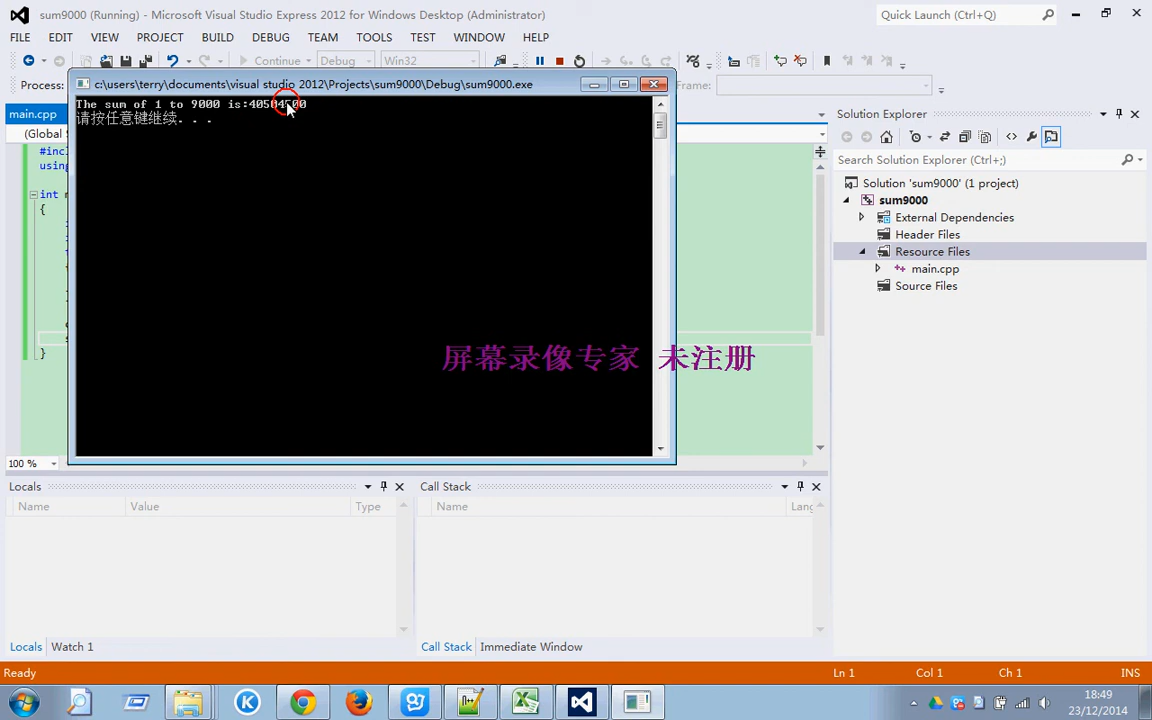 sum9000 (Running) - Microsoft Visual Studio Express 2012 for Windows Desktop (Administrator)
Quick Launch (Ctrl+Q)
FILE EDIT VIEW PROJECT BUILD DEBUG TEAM TOOLS TEST WINDOW HELP
Continue Debug Win32
Process:
Frame:
c:\users\terry\documents\visual studio 2012\Projects\sum9000\Debug\sum9000.exe
The sum of 1 to 9000 is:40504500
请按任意键继续. . .
main.cpp
(Global S
#incl
using
int m
{
}
屏幕录像专家 未注册
100 %
Solution Explorer
Search Solution Explorer (Ctrl+;)
Solution 'sum9000' (1 project)
sum9000
External Dependencies
Header Files
Resource Files
main.cpp
Source Files
Locals
Name Value Type
Locals Watch 1
Call Stack
Name Lang
Call Stack Immediate Window
Ready Ln 1 Col 1 Ch 1 INS
18:49
23/12/2014